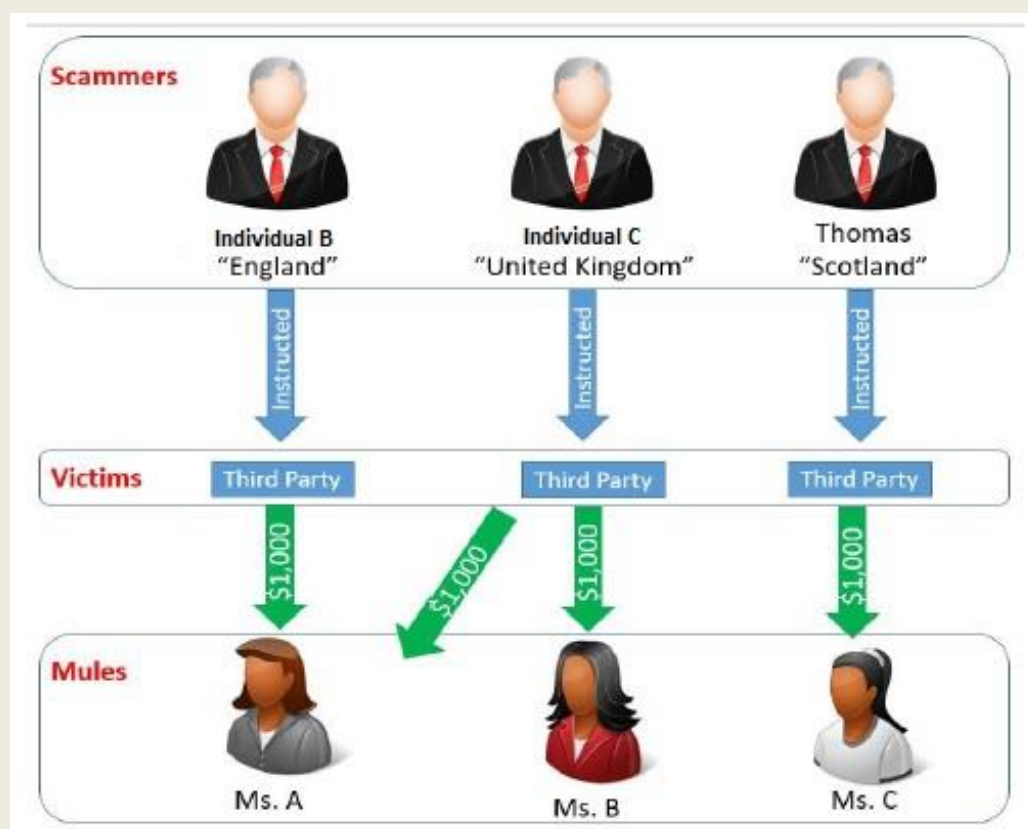 Scammers
Individual B
“England”
Individual C
“United Kingdom”
Thomas
“Scotland”
Instructed
Instructed
Instructed
Victims
Third Party
Third Party
Third Party
$1,000
$1,000
$1,000
$1,000
Mules
Ms. A
Ms. B
Ms. C